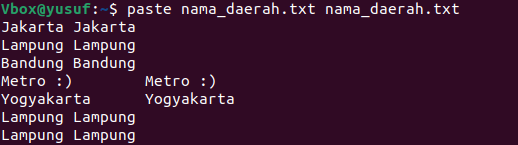 Vbox@yusuf:~$ paste nama_daerah.txt nama_daerah.txt
Jakarta Jakarta
Lampung Lampung
Bandung Bandung
Metro :)        Metro :)
Yogyakarta      Yogyakarta
Lampung Lampung
Lampung Lampung